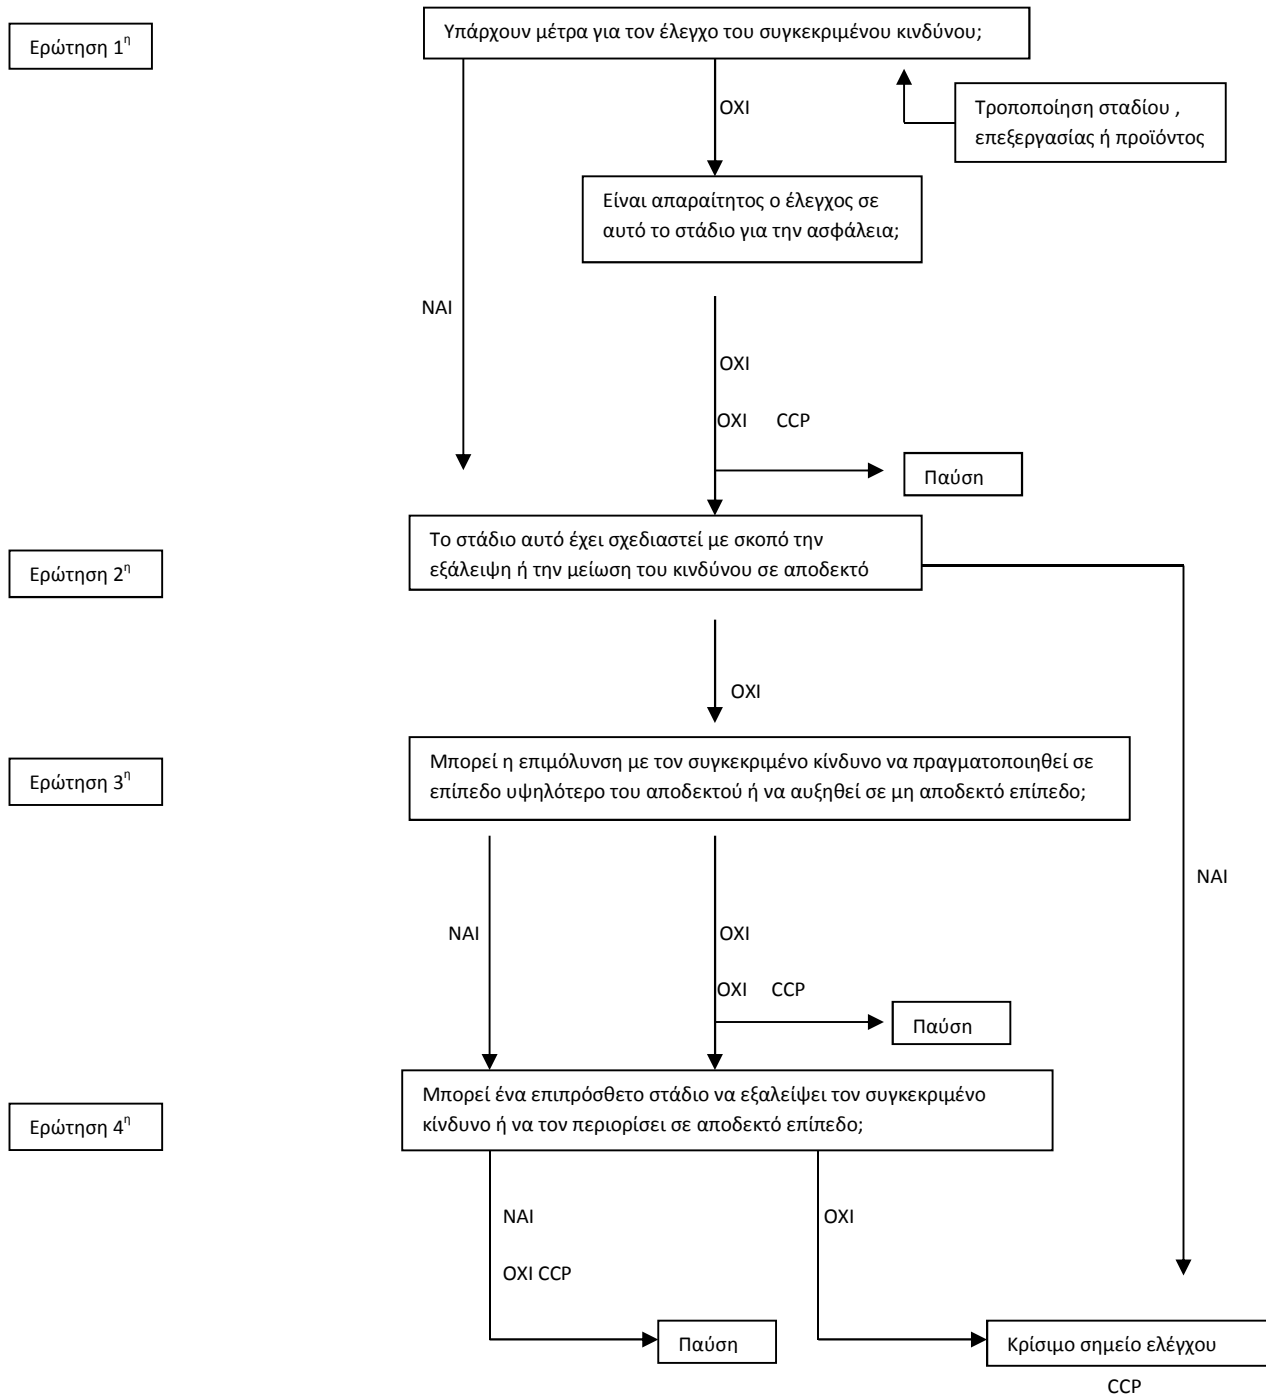 Ερώτηση 1η
Υπάρχουν μέτρα για τον έλεγχο του συγκεκριμένου κινδύνου;
ΟΧΙ
Τροποποίηση σταδίου ,
επεξεργασίας ή προϊόντος
Είναι απαραίτητος ο έλεγχος σε
αυτό το στάδιο για την ασφάλεια;
ΝΑΙ
ΟΧΙ
ΟΧΙ CCP
Παύση
Ερώτηση 2η
Το στάδιο αυτό έχει σχεδιαστεί με σκοπό την
εξάλειψη ή την μείωση του κινδύνου σε αποδεκτό
ΟΧΙ
Ερώτηση 3η
Μπορεί η επιμόλυνση με τον συγκεκριμένο κίνδυνο να πραγματοποιηθεί σε
επίπεδο υψηλότερο του αποδεκτού ή να αυξηθεί σε μη αποδεκτό επίπεδο;
ΝΑΙ
ΝΑΙ
ΟΧΙ
ΟΧΙ CCP
Παύση
Ερώτηση 4η
Μπορεί ένα επιπρόσθετο στάδιο να εξαλείψει τον συγκεκριμένο
κίνδυνο ή να τον περιορίσει σε αποδεκτό επίπεδο;
ΝΑΙ
ΟΧΙ
ΟΧΙ CCP
Παύση
Κρίσιμο σημείο ελέγχου
CCP